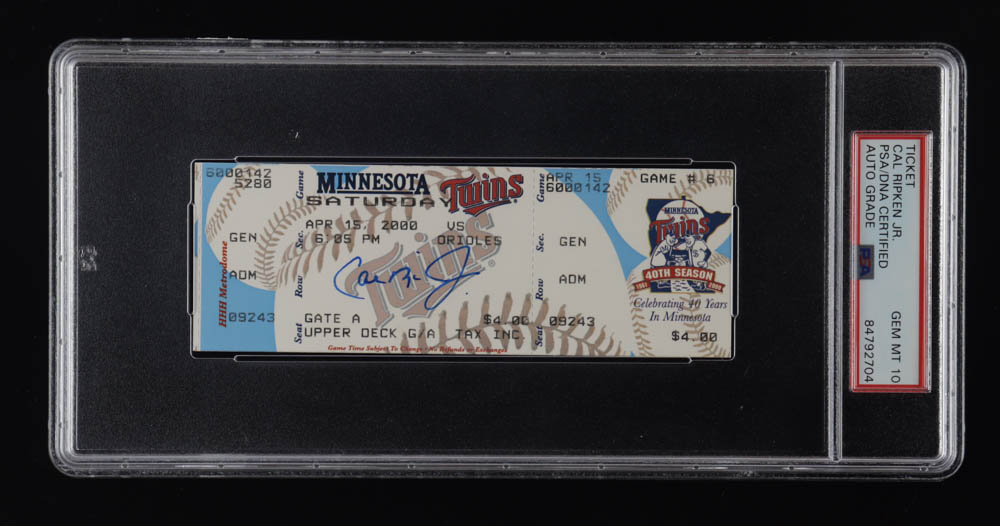 6000142
5280
GEN
ADM
09243
HHH Metrodome
Game
Sec.
Row
Seat
MINNESOTA Twins
SATURDAY
APR 15, 2000 VS
6:05 PM ORIOLES
Twins
Cal Ripken Jr.
GATE A $4.00
UPPER DECK G/A TAX INC
Game Time Subject To Change • No Refunds or Exchanges
Game
Sec.
Row
Seat
APR 15
6000142
GEN
ADM
09243
GAME # 6
MINNESOTA
Twins
40TH SEASON
1961 2000
Celebrating 40 Years
In Minnesota
$4.00
TICKET
CAL RIPKEN JR.
PSA/DNA CERTIFIED
AUTO GRADE
PSA
GEM MT 10
84792704